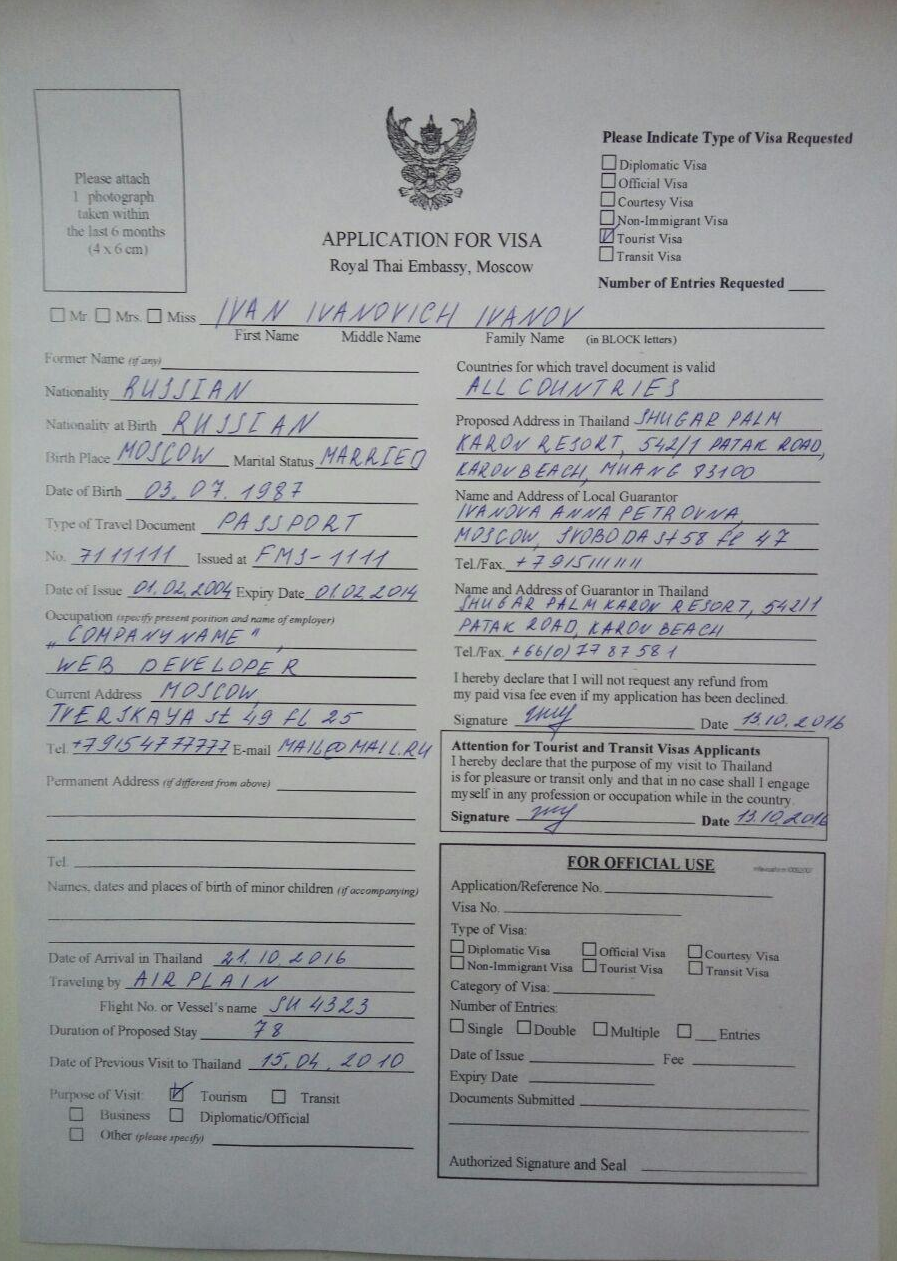 Please attach
1 photograph
taken within
the last 6 months
(4 x 6 cm)
APPLICATION FOR VISA
Royal Thai Embassy, Moscow
Please Indicate Type of Visa Requested
Diplomatic Visa
Official Visa
Courtesy Visa
Non-Immigrant Visa
Tourist Visa
Transit Visa
Number of Entries Requested
Mr. Mrs. Miss IVAN IVANOVICH IVANOV
First Name Middle Name Family Name (in BLOCK letters)
Former Name (if any)
Nationality RUSSIAN
Nationality at Birth RUSSIAN
Birth Place MOSCOW Marital Status MARRIED
Date of Birth 03.07.1987
Type of Travel Document PASSPORT
No. 7111111 Issued at FMS-1111
Date of Issue 01.02.2004 Expiry Date 01.02.2014
Occupation (specify present position and name of employer)
„COMPANY NAME",
WEB DEVELOPER
Current Address MOSCOW,
TVERSKAYA St 49 fl 25
Tel. +79154777777 E-mail MAIL@MAIL.RU
Permanent Address (if different from above)
Tel.
Names, dates and places of birth of minor children (if accompanying)
Date of Arrival in Thailand 21.10.2016
Traveling by AIR PLAIN
Flight No. or Vessel's name SU 4323
Duration of Proposed Stay 78
Date of Previous Visit to Thailand 15.04.2010
Purpose of Visit: Tourism Transit
Business Diplomatic/Official
Other (please specify)
Countries for which travel document is valid
ALL COUNTRIES
Proposed Address in Thailand SHUGAR PALM
KARON RESORT, 542/1 PATAK ROAD,
KARON BEACH, MUANG 83100
Name and Address of Local Guarantor
IVANOVA ANNA PETROVNA,
MOSCOW, SVOBODA St 58 fl 47
Tel./Fax. +79151111111
Name and Address of Guarantor in Thailand
SHUGAR PALM KARON RESORT, 542/1
PATAK ROAD, KARON BEACH
Tel./Fax. +66(0)7787581
I hereby declare that I will not request any refund from
my paid visa fee even if my application has been declined.
Signature Date 13.10.2016
Attention for Tourist and Transit Visas Applicants
I hereby declare that the purpose of my visit to Thailand
is for pleasure or transit only and that in no case shall I engage
myself in any profession or occupation while in the country.
Signature Date 13.10.2016
FOR OFFICIAL USE
Application/Reference No.
Visa No.
Type of Visa:
Diplomatic Visa Official Visa Courtesy Visa
Non-Immigrant Visa Tourist Visa Transit Visa
Category of Visa:
Number of Entries:
Single Double Multiple Entries
Date of Issue Fee
Expiry Date
Documents Submitted
Authorized Signature and Seal